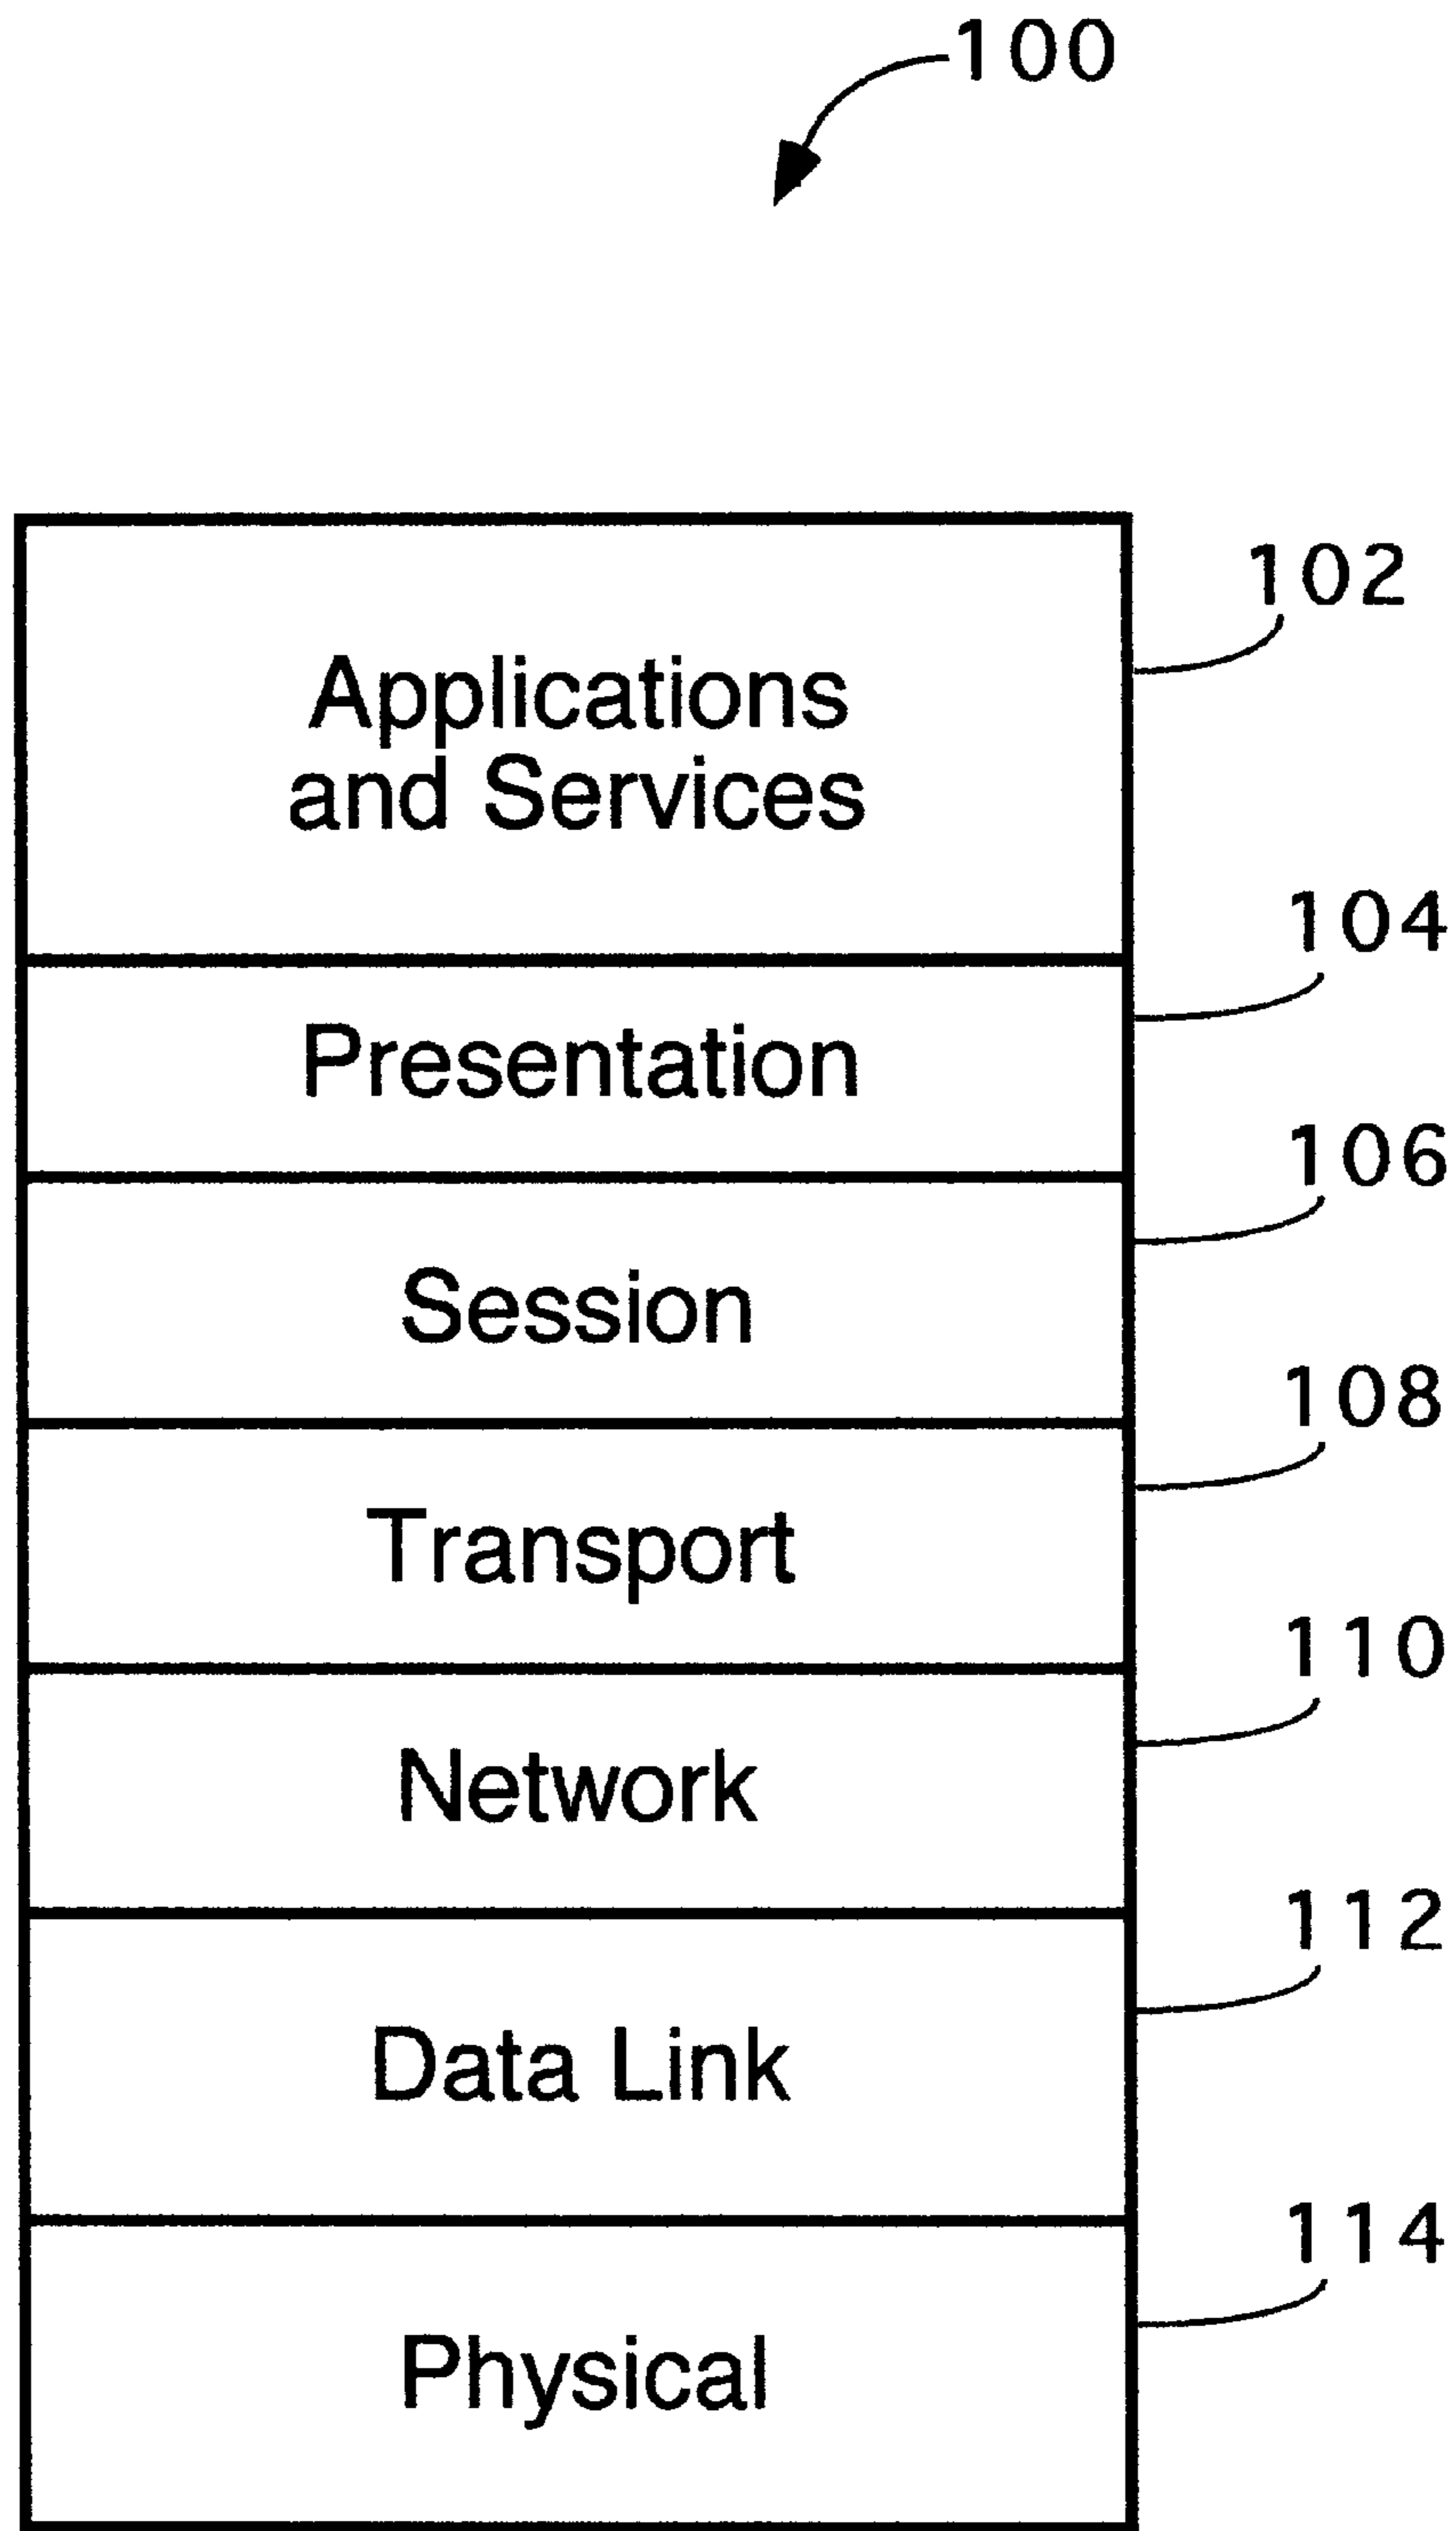 100
Applications
and Services
102
Presentation
104
Session
106
Transport
108
Network
110
Data Link
112
Physical
114